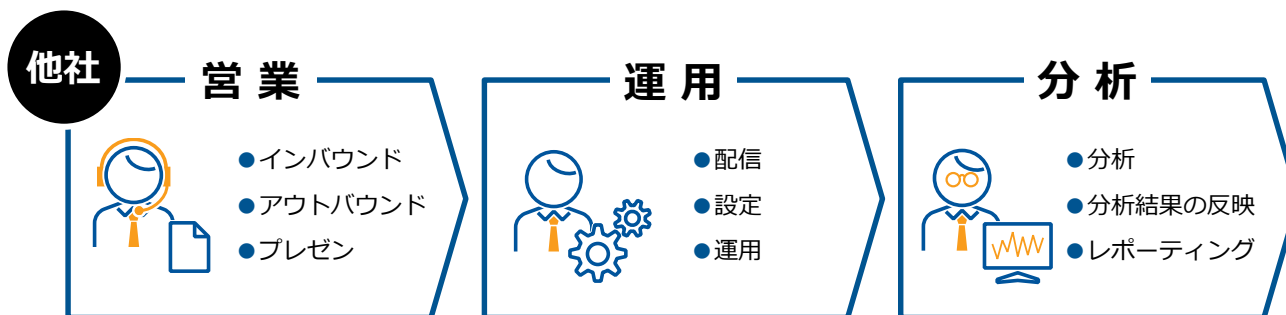 他社
営業
●インバウンド
●アウトバウンド
●プレゼン
運用
●配信
●設定
●運用
分析
●分析
●分析結果の反映
●レポーティング